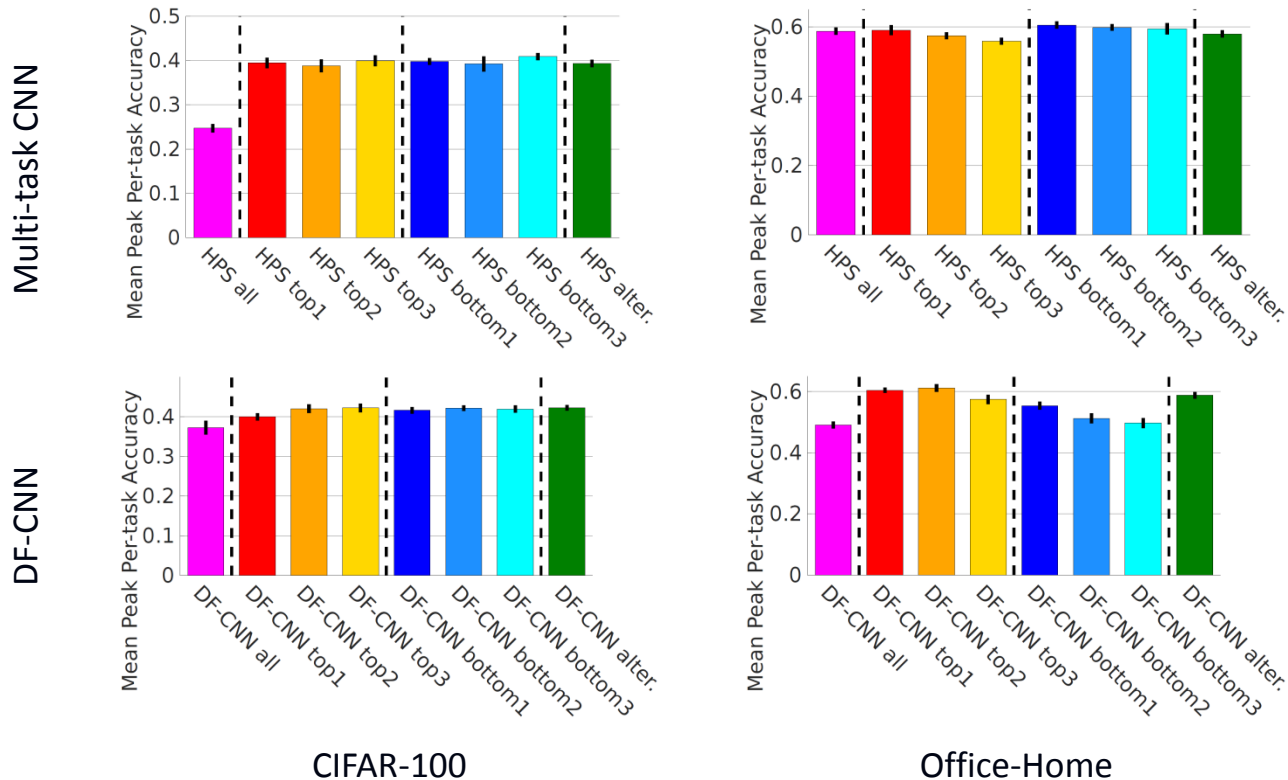 Multi-task CNN
Mean Peak Per-task Accuracy
0.5
0.4
0.3
0.2
0.1
0
HPS all
HPS top1
HPS top2
HPS top3
HPS bottom1
HPS bottom2
HPS bottom3
HPS alter.
Mean Peak Per-task Accuracy
0.6
0.4
0.2
0
HPS all
HPS top1
HPS top2
HPS top3
HPS bottom1
HPS bottom2
HPS bottom3
HPS alter.
DF-CNN
Mean Peak Per-task Accuracy
0.4
0.3
0.2
0.1
0
DF-CNN all
DF-CNN top1
DF-CNN top2
DF-CNN top3
DF-CNN bottom1
DF-CNN bottom2
DF-CNN bottom3
DF-CNN alter.
Mean Peak Per-task Accuracy
0.6
0.4
0.2
0
DF-CNN all
DF-CNN top1
DF-CNN top2
DF-CNN top3
DF-CNN bottom1
DF-CNN bottom2
DF-CNN bottom3
DF-CNN alter.
CIFAR-100
Office-Home